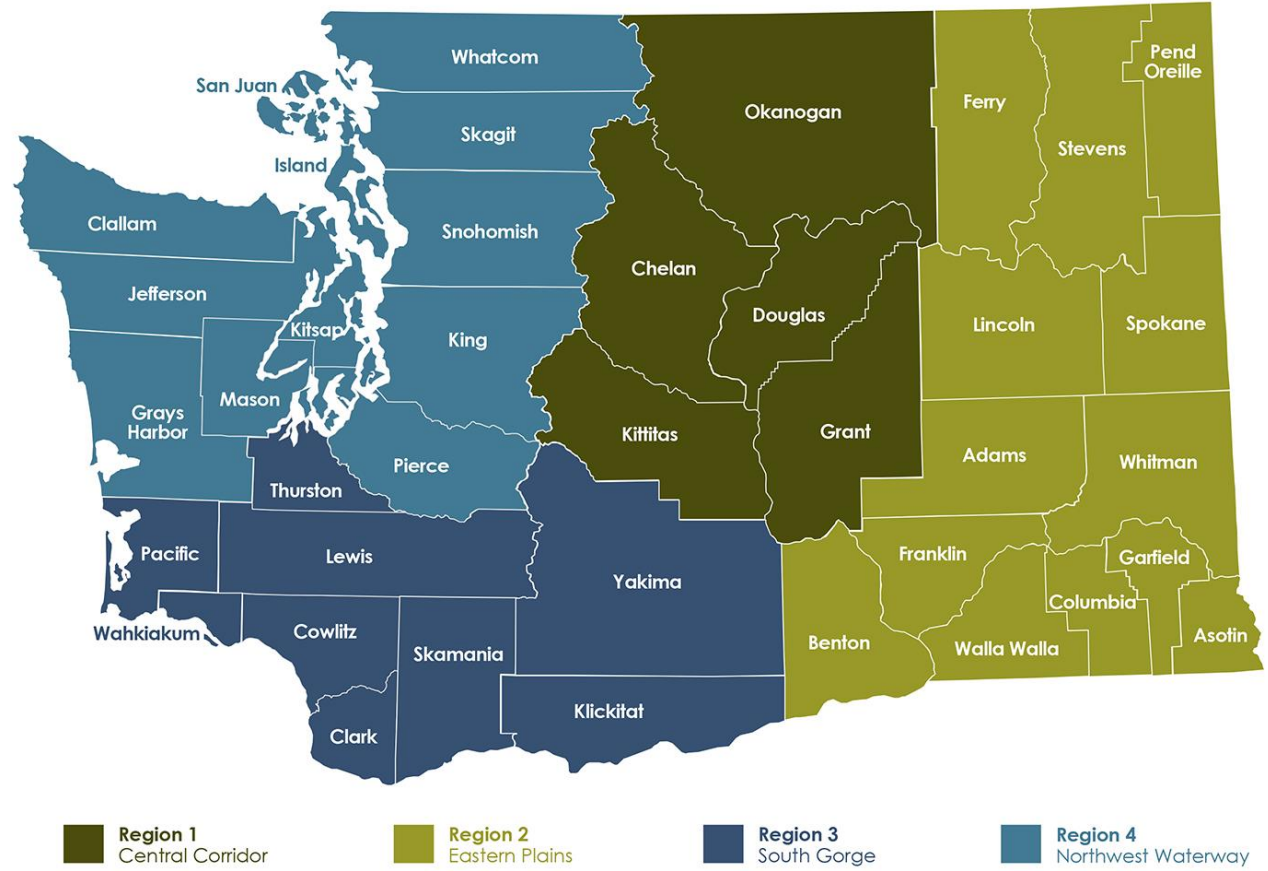 Whatcom
Pend
Oreille
San Juan
Okanogan
Ferry
Skagit
Stevens
Island
Clallam
Snohomish
Chelan
Jefferson
Douglas
Lincoln
Spokane
Kitsap
King
Mason
Grays
Harbor
Kittitas
Grant
Adams
Whitman
Pierce
Thurston
Pacific
Lewis
Yakima
Franklin
Garfield
Columbia
Wahkiakum
Cowlitz
Skamania
Benton
Walla Walla
Asotin
Klickitat
Clark
Region 1
Central Corridor
Region 2
Eastern Plains
Region 3
South Gorge
Region 4
Northwest Waterway